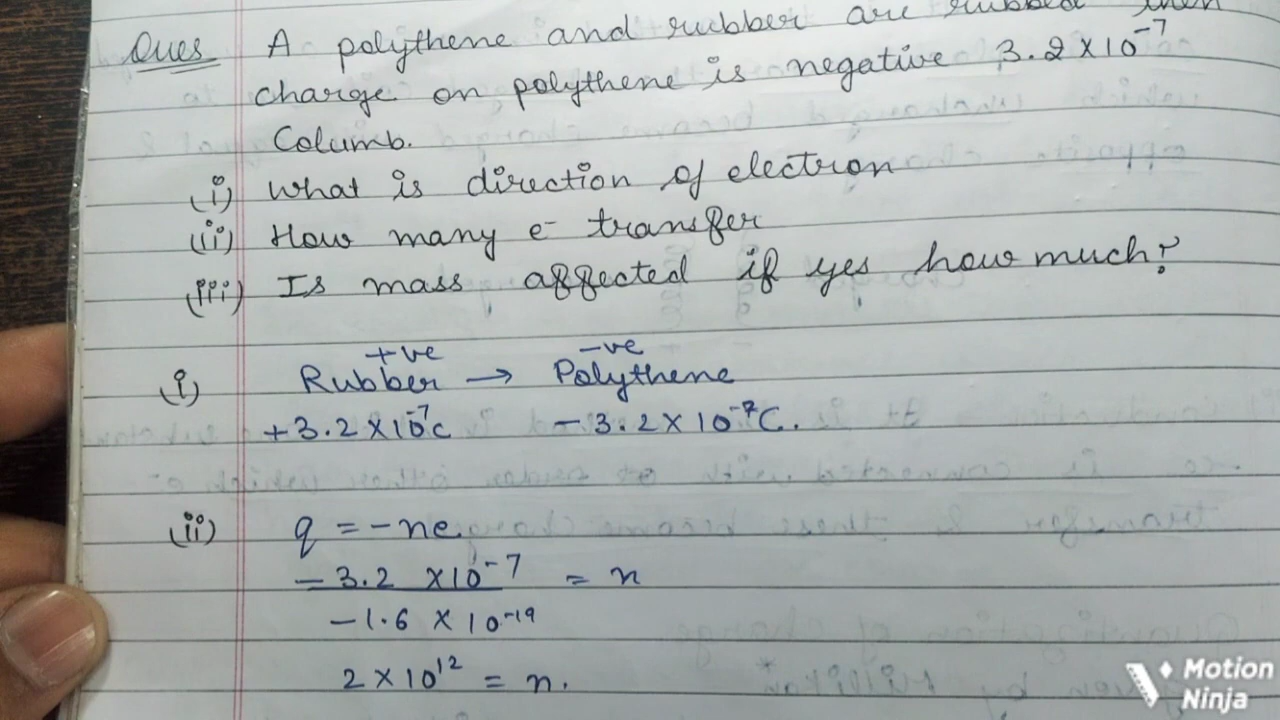 Ques A polythene and rubber are rubbed then
charge on polythene is negative 3.2 × 10⁻⁷
Columb.
(i) What is direction of electron
(ii) How many e⁻ transfer
(iii) Is mass affected if yes how much?
+ve -ve
(i) Rubber → Polythene
+3.2 × 10⁻⁷c - 3.2 × 10⁻⁷C.
(ii) q = -ne
- 3.2 × 10⁻⁷ = n
-1.6 × 10⁻¹⁹
2 × 10¹² = n.
Motion
Ninja